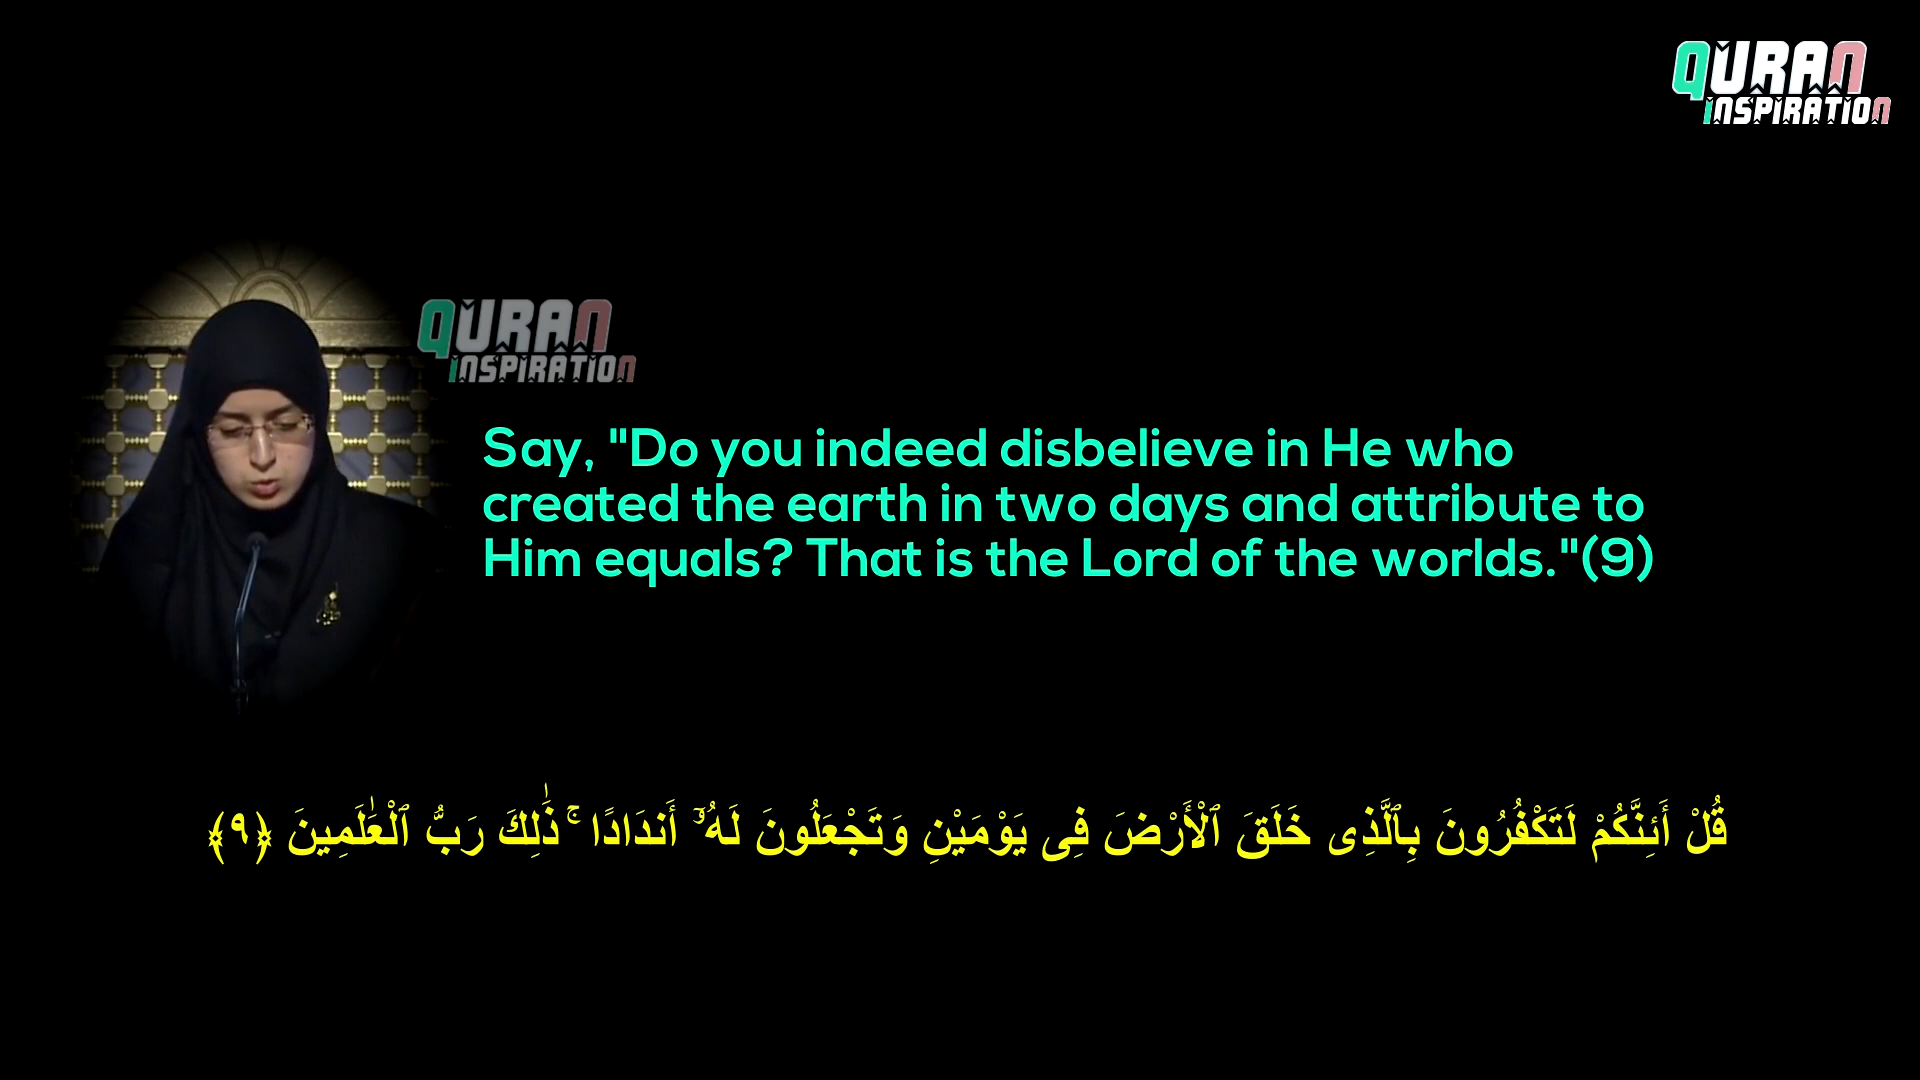 QURAN
INSPIRATION
QURAN
INSPIRATION
Say, "Do you indeed disbelieve in He who
created the earth in two days and attribute to
Him equals? That is the Lord of the worlds."(9)
قُلْ أَئِنَّكُمْ لَتَكْفُرُونَ بِٱلَّذِى خَلَقَ ٱلْأَرْضَ فِى يَوْمَيْنِ وَتَجْعَلُونَ لَهُۥٓ أَندَادًا ۚ ذَٰلِكَ رَبُّ ٱلْعَٰلَمِينَ ﴿٩﴾